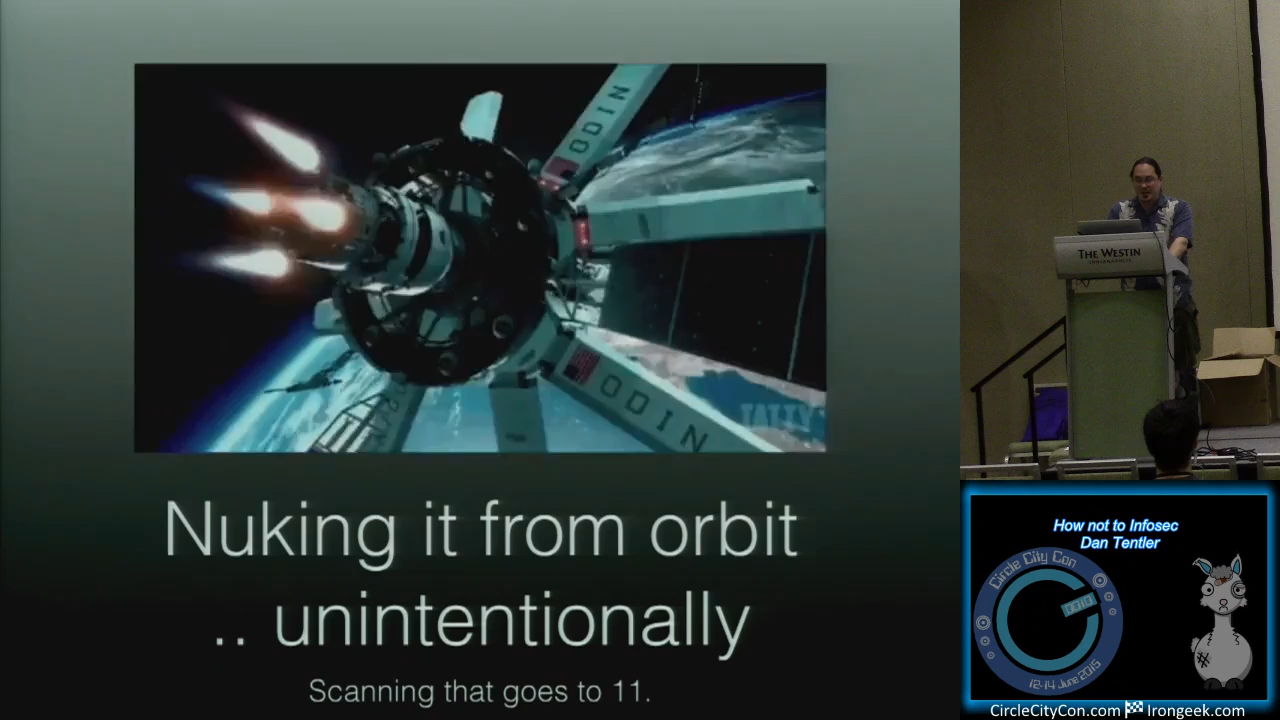 ODIN
ODIN
Nuking it from orbit
.. unintentionally
Scanning that goes to 11.
THE WESTIN
INDIANAPOLIS
How not to Infosec
Dan Tentler
Circle City Con
12-14 June 2015
CircleCityCon.com Irongeek.com